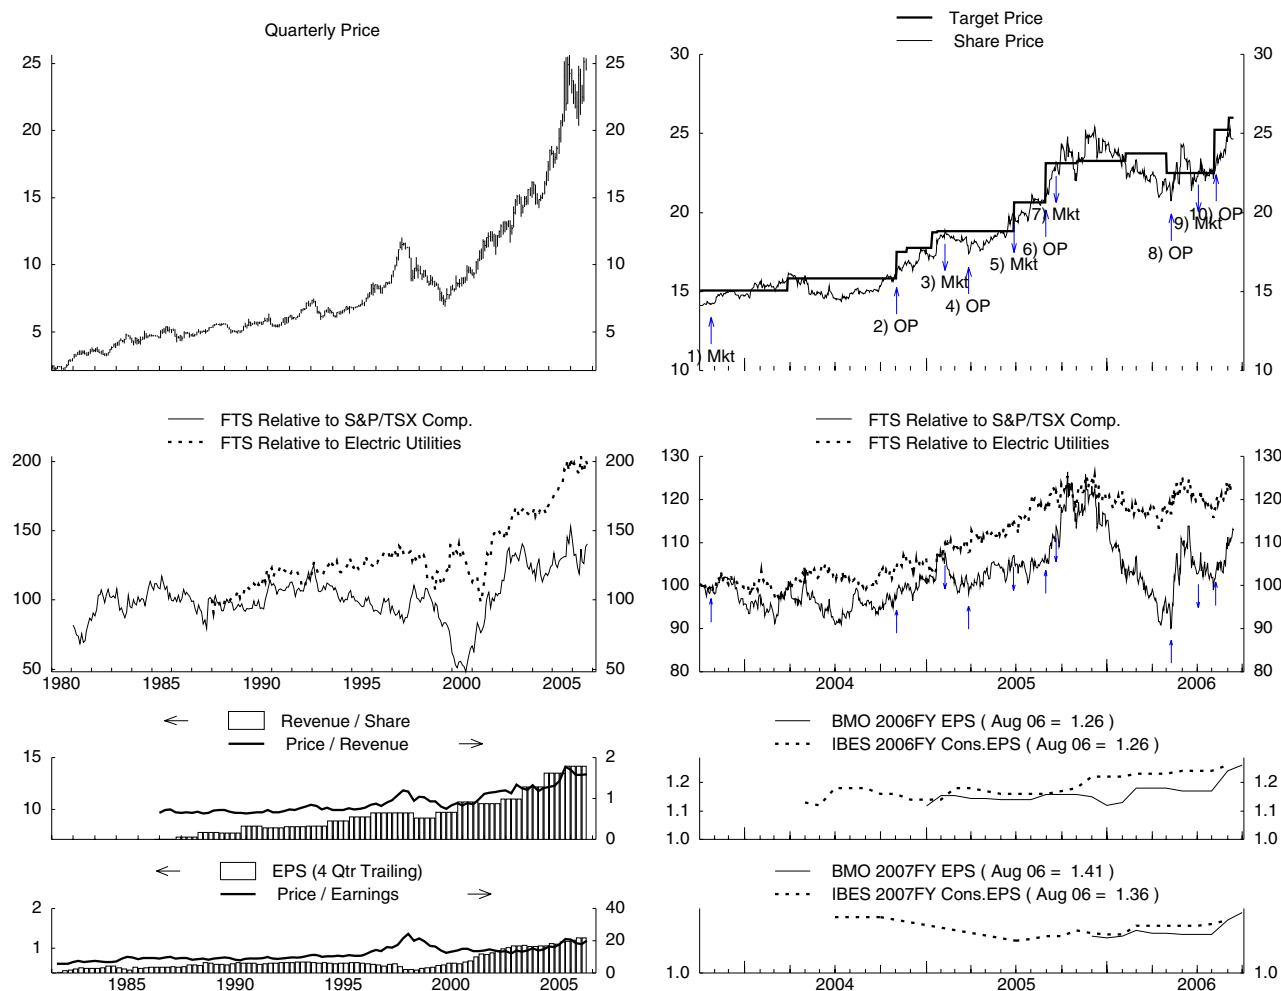 Quarterly Price
25 25
20 20
15 15
10 10
5 5
Target Price
Share Price
30 30
25 25
20 20
15 15
10 10
1) Mkt
2) OP
3) Mkt
4) OP
5) Mkt
6) OP
7) Mkt
8) OP
9) Mkt
10) OP
FTS Relative to S&P/TSX Comp.
FTS Relative to Electric Utilities
200 200
150 150
100 100
50 50
1980 1985 1990 1995 2000 2005
FTS Relative to S&P/TSX Comp.
FTS Relative to Electric Utilities
130 130
120 120
110 110
100 100
90 90
80 80
2004 2005 2006
Revenue / Share
Price / Revenue
15 2
10 1
0
BMO 2006FY EPS ( Aug 06 = 1.26 )
IBES 2006FY Cons.EPS ( Aug 06 = 1.26 )
1.2 1.2
1.1 1.1
1.0 1.0
EPS (4 Qtr Trailing)
Price / Earnings
2 40
1 20
0
1985 1990 1995 2000 2005
BMO 2007FY EPS ( Aug 06 = 1.41 )
IBES 2007FY Cons.EPS ( Aug 06 = 1.36 )
1.0 1.0
2004 2005 2006